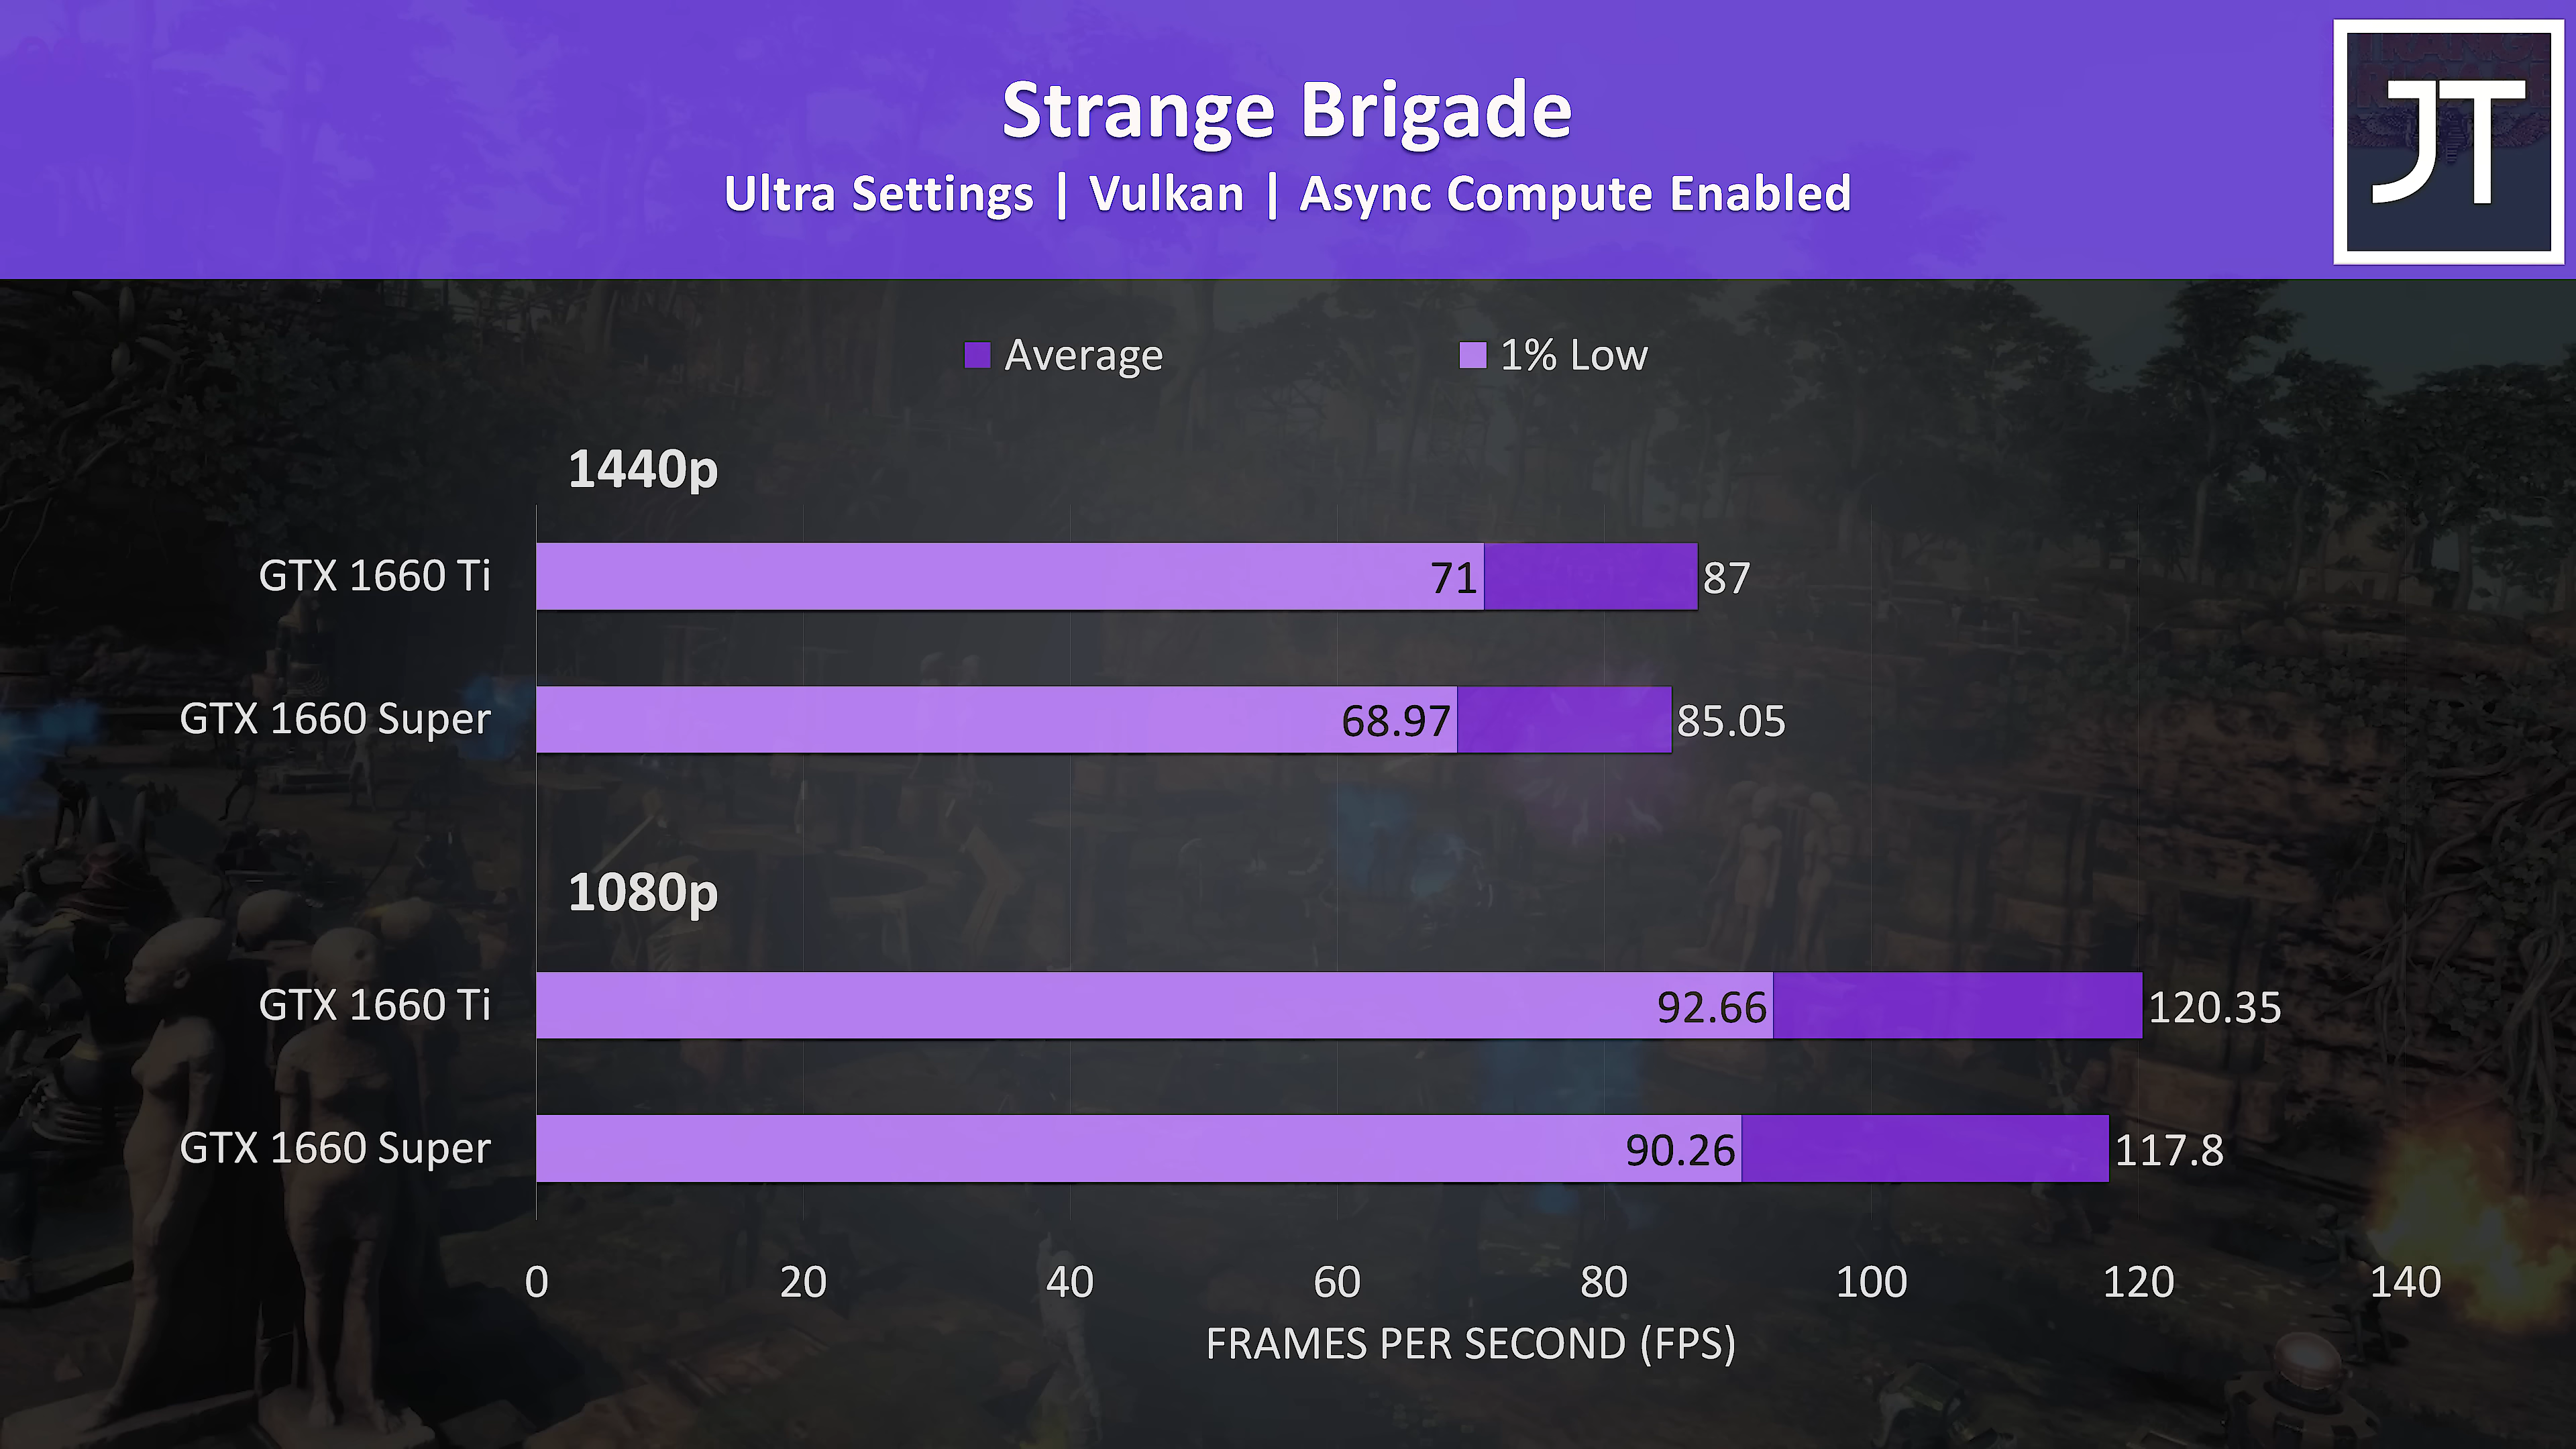 Strange Brigade
Ultra Settings | Vulkan | Async Compute Enabled
JT
Average
1% Low
1440p
GTX 1660 Ti
71
87
GTX 1660 Super
68.97
85.05
1080p
GTX 1660 Ti
92.66
120.35
GTX 1660 Super
90.26
117.8
0 20 40 60 80 100 120 140
FRAMES PER SECOND (FPS)